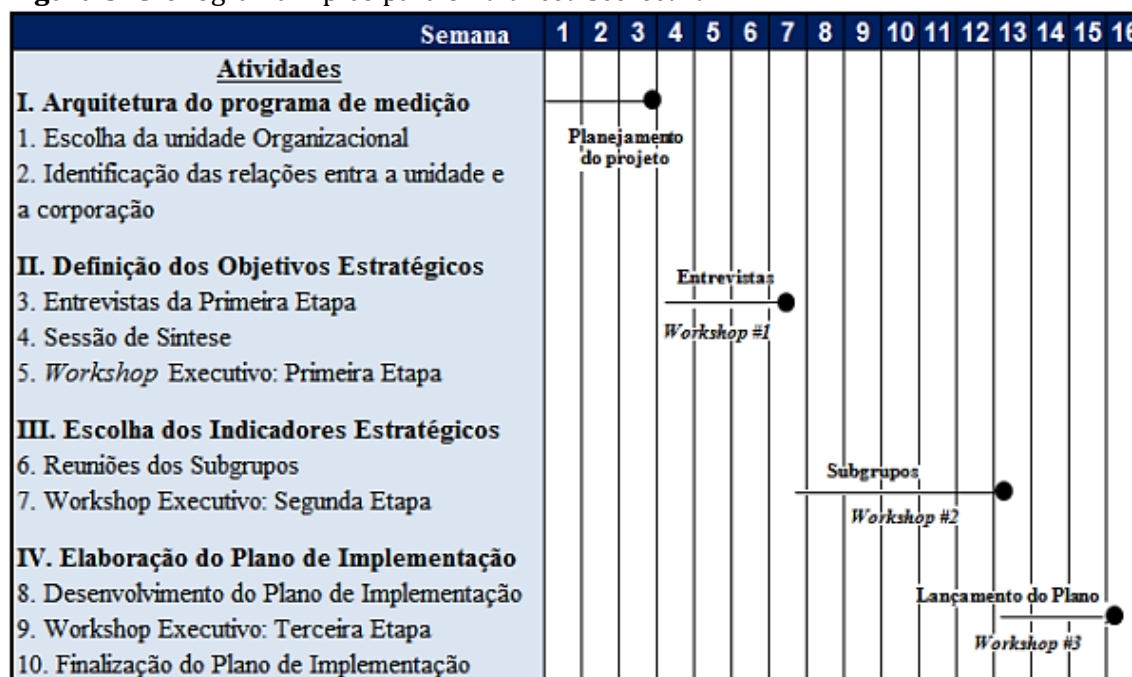 Semana 1 2 3 4 5 6 7 8 9 10 11 12 13 14 15 16
Atividades
I. Arquitetura do programa de medição
1. Escolha da unidade Organizacional
2. Identificação das relações entra a unidade e
a corporação
Planejamento
do projeto
II. Definição dos Objetivos Estratégicos
3. Entrevistas da Primeira Etapa
4. Sessão de Sintese
5. Workshop Executivo: Primeira Etapa
Entrevistas
Workshop #1
III. Escolha dos Indicadores Estratégicos
6. Reuniões dos Subgrupos
7. Workshop Executivo: Segunda Etapa
Subgrupos
Workshop #2
IV. Elaboração do Plano de Implementação
8. Desenvolvimento do Plano de Implementação
9. Workshop Executivo: Terceira Etapa
10. Finalização do Plano de Implementação
Lançamento do Plano
Workshop #3